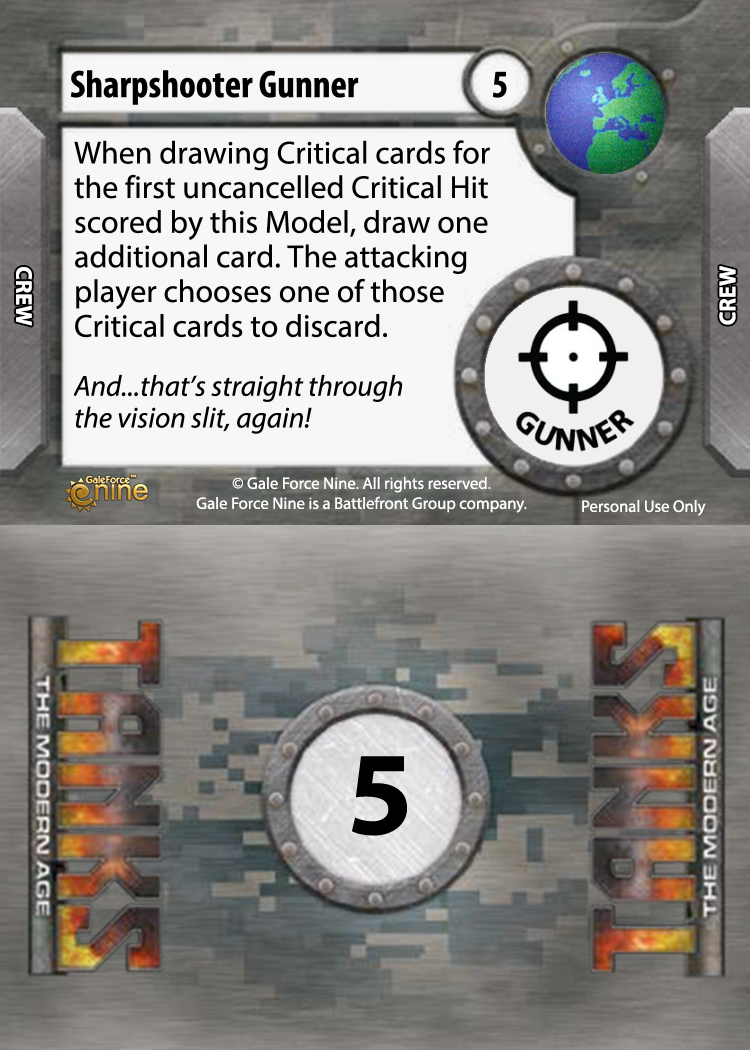 Sharpshooter Gunner
5
When drawing Critical cards for
the first uncancelled Critical Hit
scored by this Model, draw one
additional card. The attacking
player chooses one of those
Critical cards to discard.
And...that’s straight through
the vision slit, again!
CREW
CREW
GUNNER
GaleForce™
nine
© Gale Force Nine. All rights reserved.
Gale Force Nine is a Battlefront Group company.
Personal Use Only
TANKS
THE MODERN AGE
5
TANKS
THE MODERN AGE